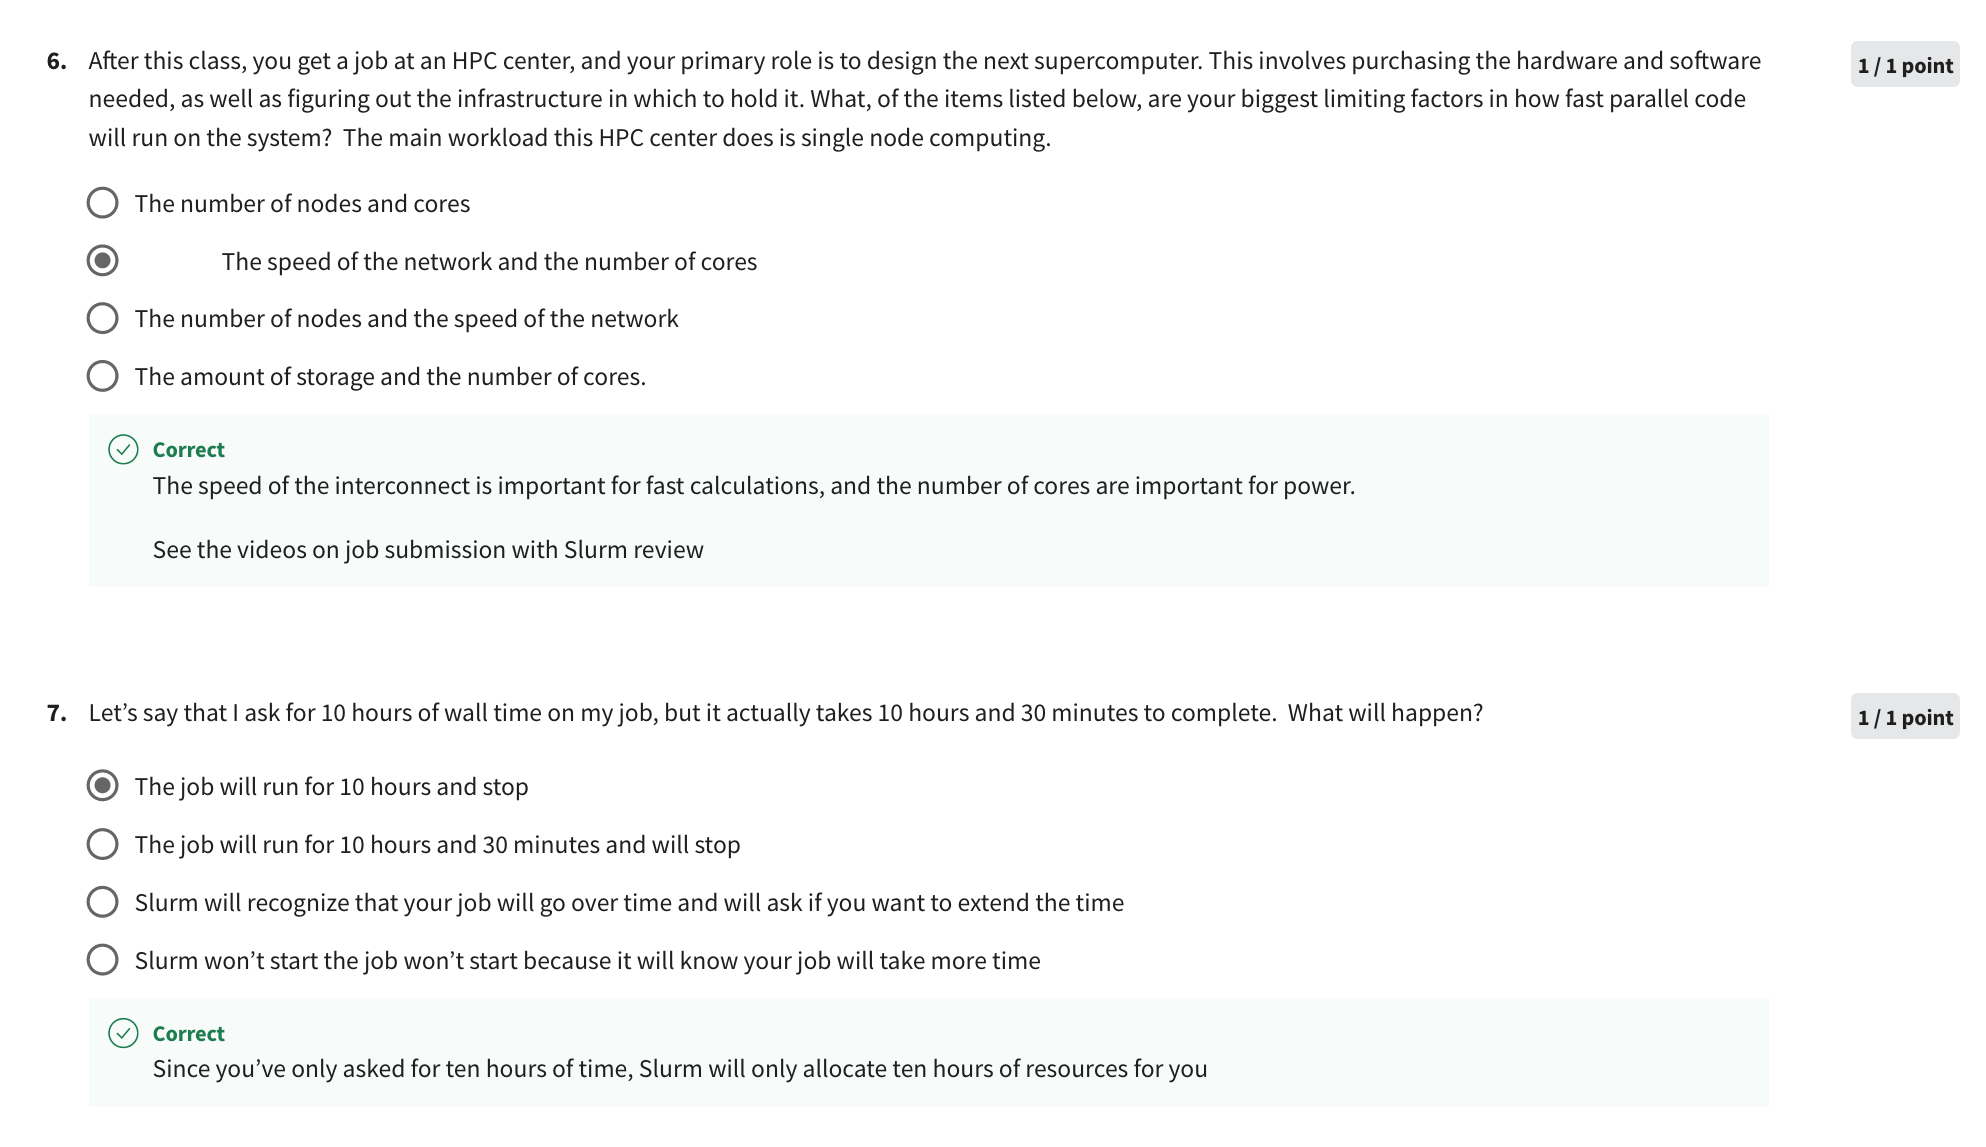 6. After this class, you get a job at an HPC center, and your primary role is to design the next supercomputer. This involves purchasing the hardware and software
1 / 1 point
needed, as well as figuring out the infrastructure in which to hold it. What, of the items listed below, are your biggest limiting factors in how fast parallel code
will run on the system?  The main workload this HPC center does is single node computing.
The number of nodes and cores
The speed of the network and the number of cores
The number of nodes and the speed of the network
The amount of storage and the number of cores.
Correct
The speed of the interconnect is important for fast calculations, and the number of cores are important for power.
See the videos on job submission with Slurm review
7. Let’s say that I ask for 10 hours of wall time on my job, but it actually takes 10 hours and 30 minutes to complete.  What will happen?
1 / 1 point
The job will run for 10 hours and stop
The job will run for 10 hours and 30 minutes and will stop
Slurm will recognize that your job will go over time and will ask if you want to extend the time
Slurm won’t start the job won’t start because it will know your job will take more time
Correct
Since you’ve only asked for ten hours of time, Slurm will only allocate ten hours of resources for you